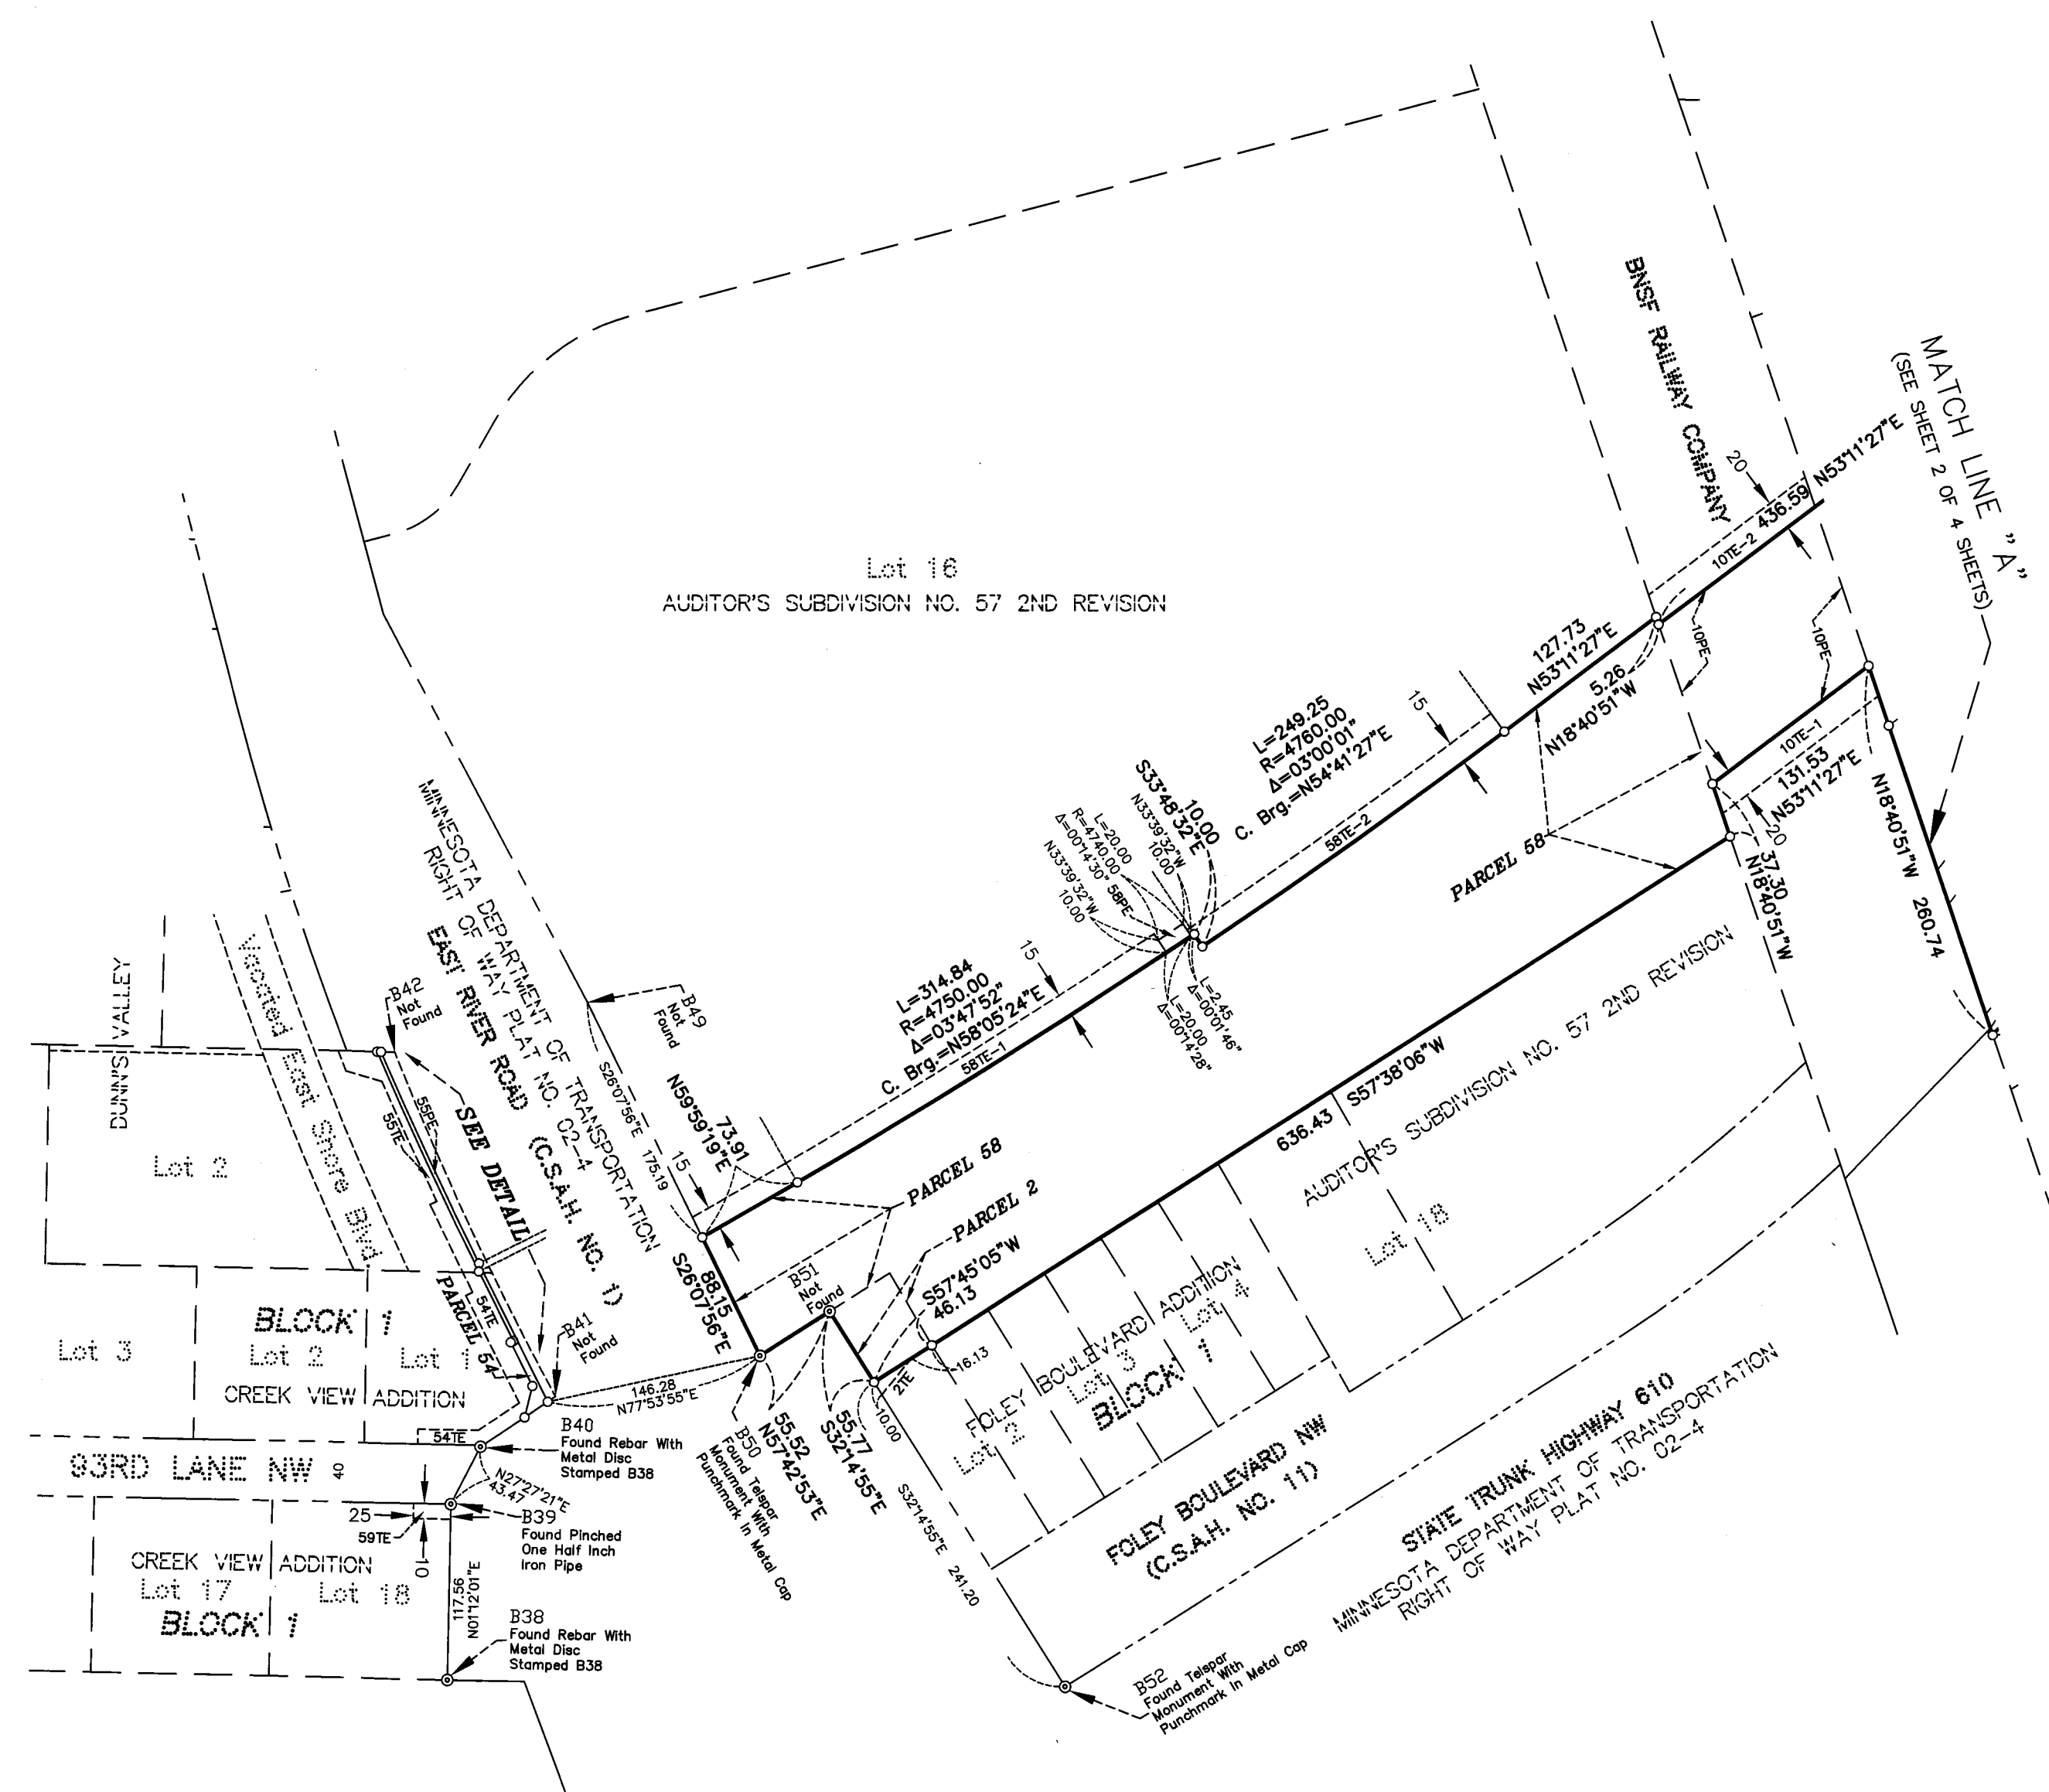 BNSF RAILWAY COMPANY
MATCH LINE "A"
(SEE SHEET 2 OF 4 SHEETS)
20
436.59 N53°11'27"E
10TE-2
Lot 16
AUDITOR'S SUBDIVISION NO. 57 2ND REVISION
127.73
N53°11'27"E
5.26
N18°40'51"W
10PE
10PE
15
L=249.25
R=4760.00
Δ=03°00'01"
C. Brg.=N54°41'27"E
58TE-2
10TE-1
131.53
N53°11'27"E
20
37.30
N18°40'51"W
N18°40'51"W 260.74
10.00
S33°48'32"E
N33°39'32"W
10.00
L=20.00
R=4740.00
Δ=00°14'30"
58PE
N33°39'32"W
10.00
PARCEL 58
L=2.45
Δ=00°01'46"
L=20.00
Δ=00°14'28"
15
L=314.84
R=4750.00
Δ=03°47'52"
C. Brg.=N58°05'24"E
58TE-1
MINNESOTA DEPARTMENT OF TRANSPORTATION
RIGHT OF WAY PLAT NO. 02-4
EAST RIVER ROAD (C.S.A.H. NO. 1)
B49
Not
Found
S26°07'56"E 175.19
73.91
N59°59'19"E
15
B42
Not
Found
DUNN'S VALLEY
Vacated East Shore Blvd.
55TE
55PE
SEE DETAIL
Lot 2
636.43 S57°38'06"W
AUDITOR'S SUBDIVISION NO. 57 2ND REVISION
Lot 18
PARCEL 58
PARCEL 2
88.15
S26°07'56"E
B51
Not
Found
S57°45'05"W
46.13
16.13
2TE
10.00
FOLEY BOULEVARD ADDITION
Lot 2
Lot 3
Lot 4
BLOCK 1
Lot 3
BLOCK 1
Lot 2
Lot 1
CREEK VIEW ADDITION
54TE
PARCEL 54
B41
Not
Found
146.28
N77°53'55"E
55.52
N57°42'53"E
B50
Found Telspar
Monument With
Punchmark In Metal Cap
55.77
S32°14'55"E
S32°14'55"E 241.20
54TE
B40
Found Rebar With
Metal Disc
Stamped B38
93RD LANE NW
40
N27°27'21"E
43.47
25
59TE
10
B39
Found Pinched
One Half Inch
Iron Pipe
CREEK VIEW ADDITION
Lot 17
Lot 18
BLOCK 1
117.56
N01°12'01"E
B38
Found Rebar With
Metal Disc
Stamped B38
FOLEY BOULEVARD NW
(C.S.A.H. NO. 11)
STATE TRUNK HIGHWAY 610
MINNESOTA DEPARTMENT OF TRANSPORTATION
RIGHT OF WAY PLAT NO. 02-4
B52
Found Telspar
Monument With
Punchmark In Metal Cap